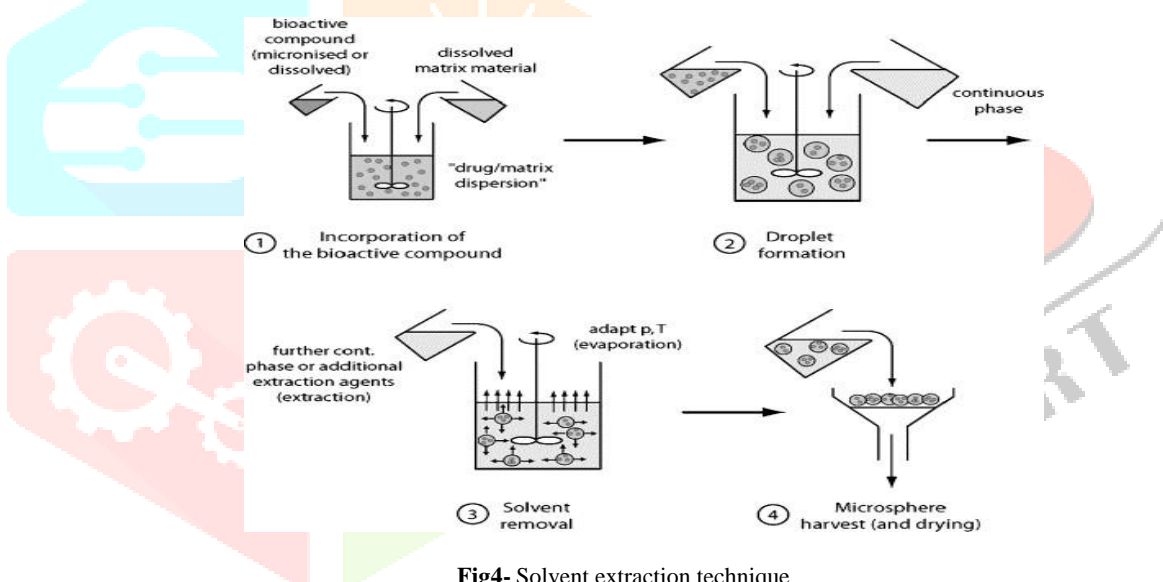 bioactive
compound
(micronised or
dissolved)
dissolved
matrix material
"drug/matrix
dispersion"
1 Incorporation of
the bioactive compound
continuous
phase
2 Droplet
formation
further cont.
phase or additional
extraction agents
(extraction)
adapt p,T
(evaporation)
3 Solvent
removal
4 Microsphere
harvest (and drying)
RT
Fig4- Solvent extraction technique